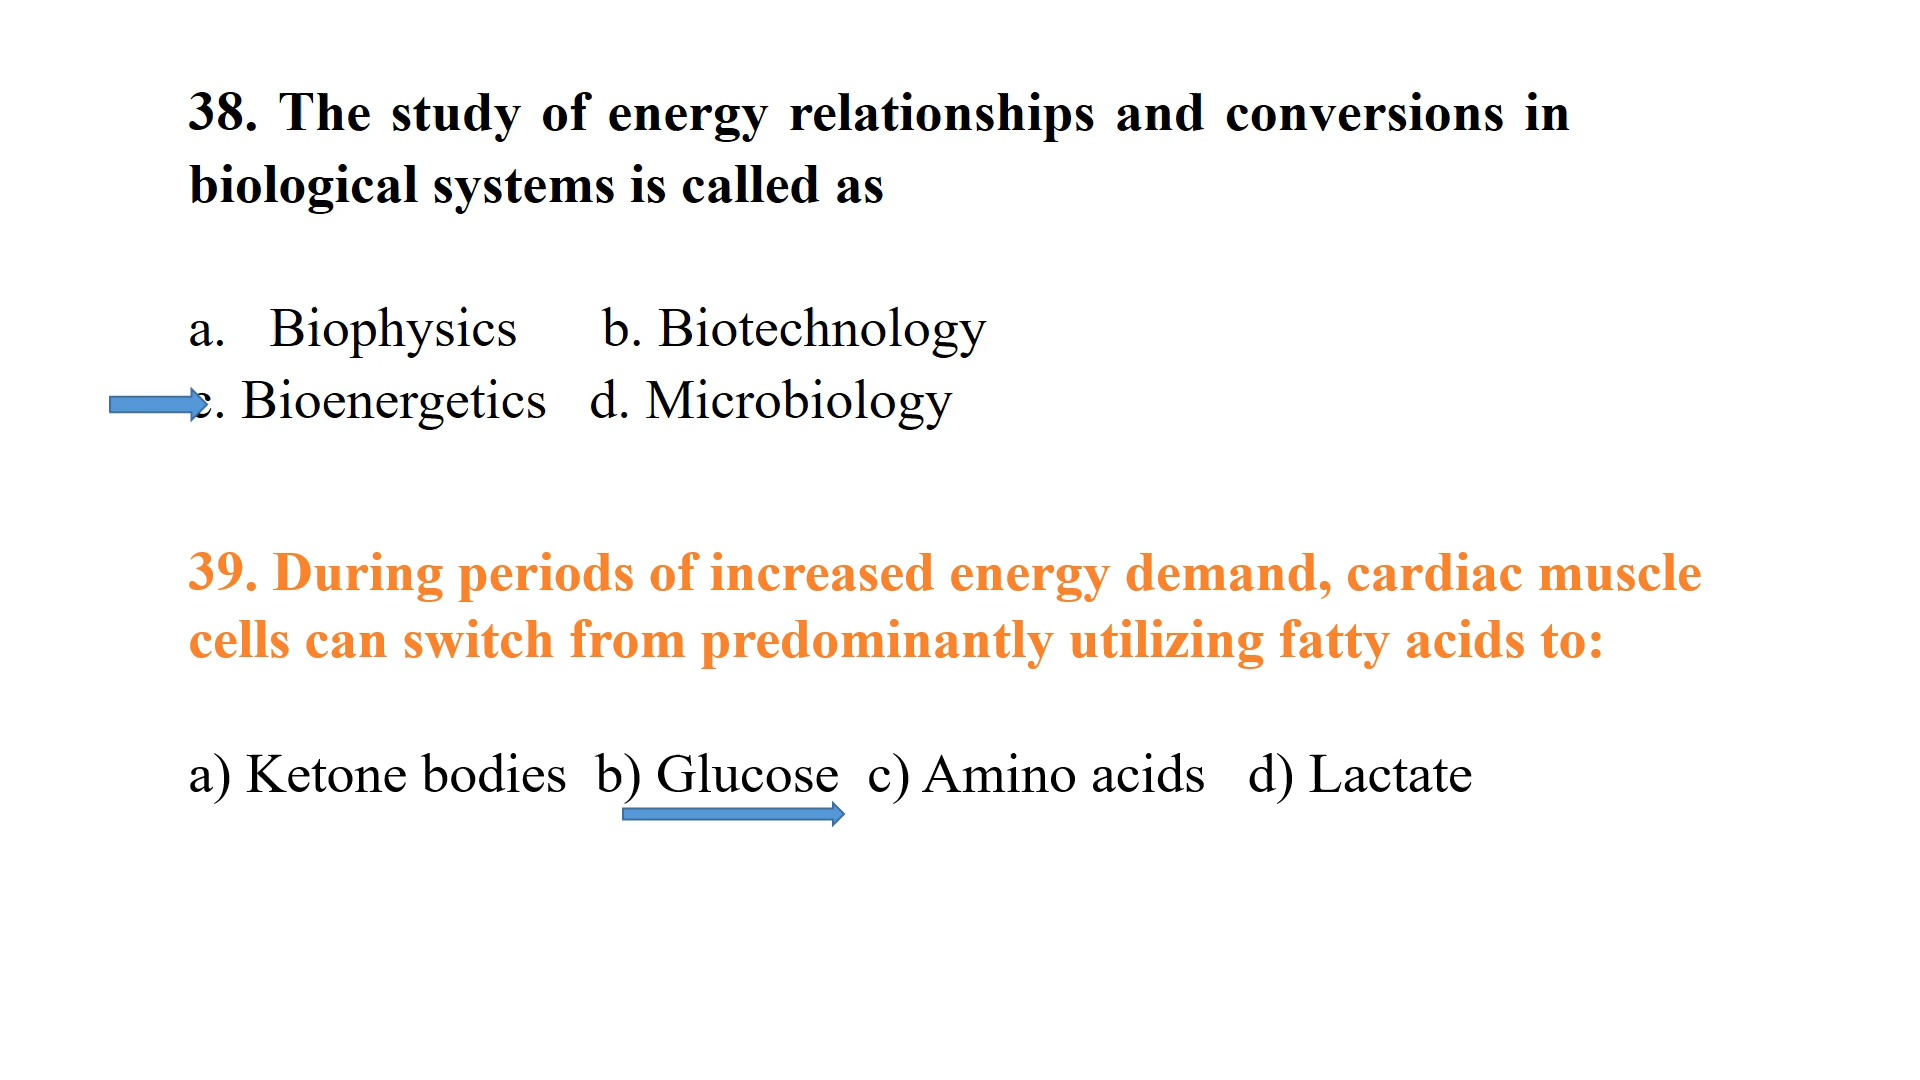 38. The study of energy relationships and conversions in
biological systems is called as
a. Biophysics b. Biotechnology
c. Bioenergetics d. Microbiology
39. During periods of increased energy demand, cardiac muscle
cells can switch from predominantly utilizing fatty acids to:
a) Ketone bodies b) Glucose c) Amino acids d) Lactate